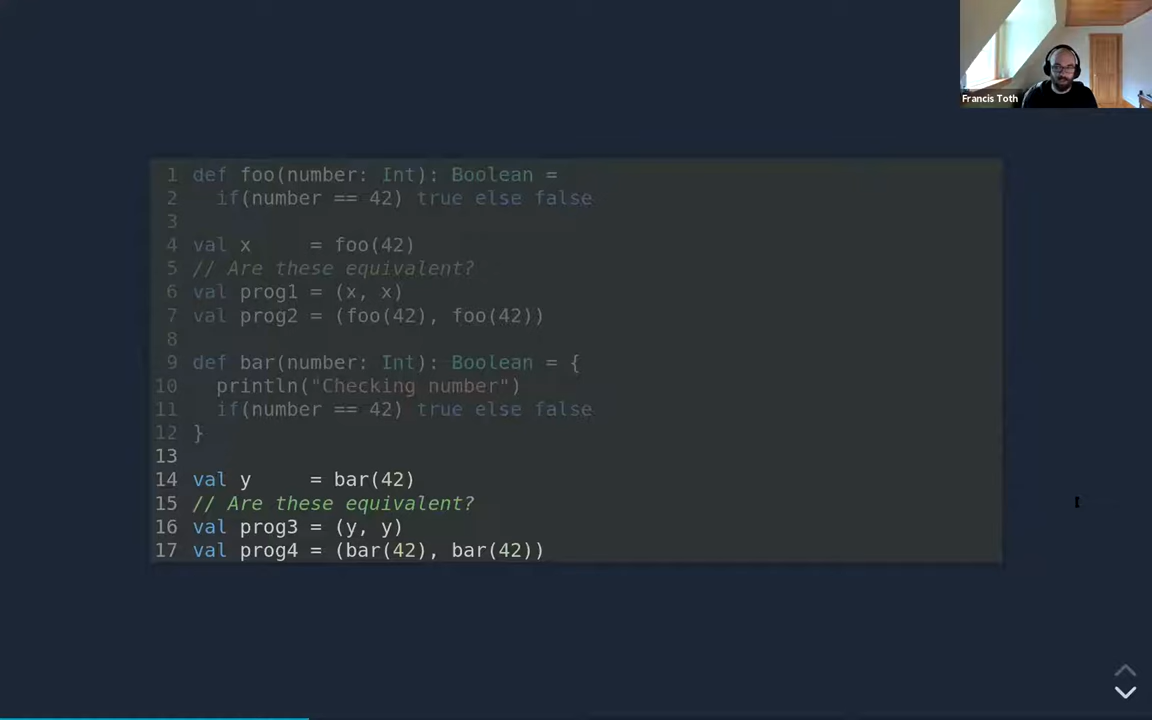 Francis Toth
1 def foo(number: Int): Boolean =
2   if(number == 42) true else false
3
4 val x     = foo(42)
5 // Are these equivalent?
6 val prog1 = (x, x)
7 val prog2 = (foo(42), foo(42))
8
9 def bar(number: Int): Boolean = {
10   println("Checking number")
11   if(number == 42) true else false
12 }
13
14 val y     = bar(42)
15 // Are these equivalent?
16 val prog3 = (y, y)
17 val prog4 = (bar(42), bar(42))